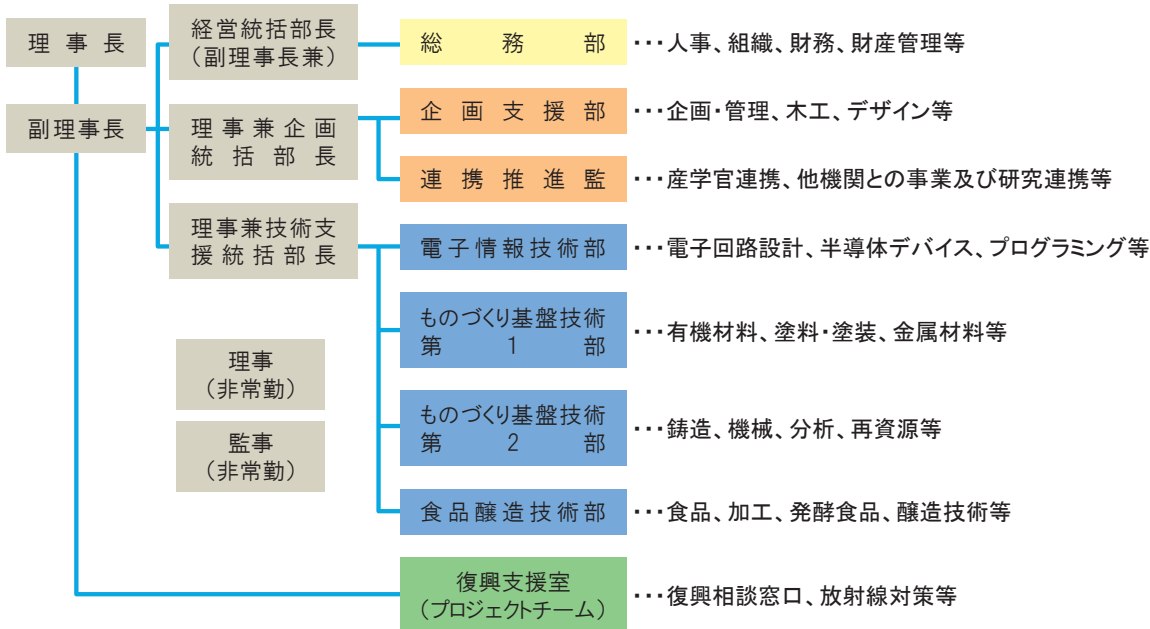 理事長
副理事長
経営統括部長
(副理事長兼)
理事兼企画
統括部長
理事兼技術支
援統括部長
理事
(非常勤)
監事
(非常勤)
総務部
・・・人事、組織、財務、財産管理等
企画支援部
・・・企画・管理、木工、デザイン等
連携推進監
・・・産学官連携、他機関との事業及び研究連携等
電子情報技術部
・・・電子回路設計、半導体デバイス、プログラミング等
ものづくり基盤技術
第1部
・・・有機材料、塗料・塗装、金属材料等
ものづくり基盤技術
第2部
・・・鋳造、機械、分析、再資源等
食品醸造技術部
・・・食品、加工、発酵食品、醸造技術等
復興支援室
(プロジェクトチーム)
・・・復興相談窓口、放射線対策等